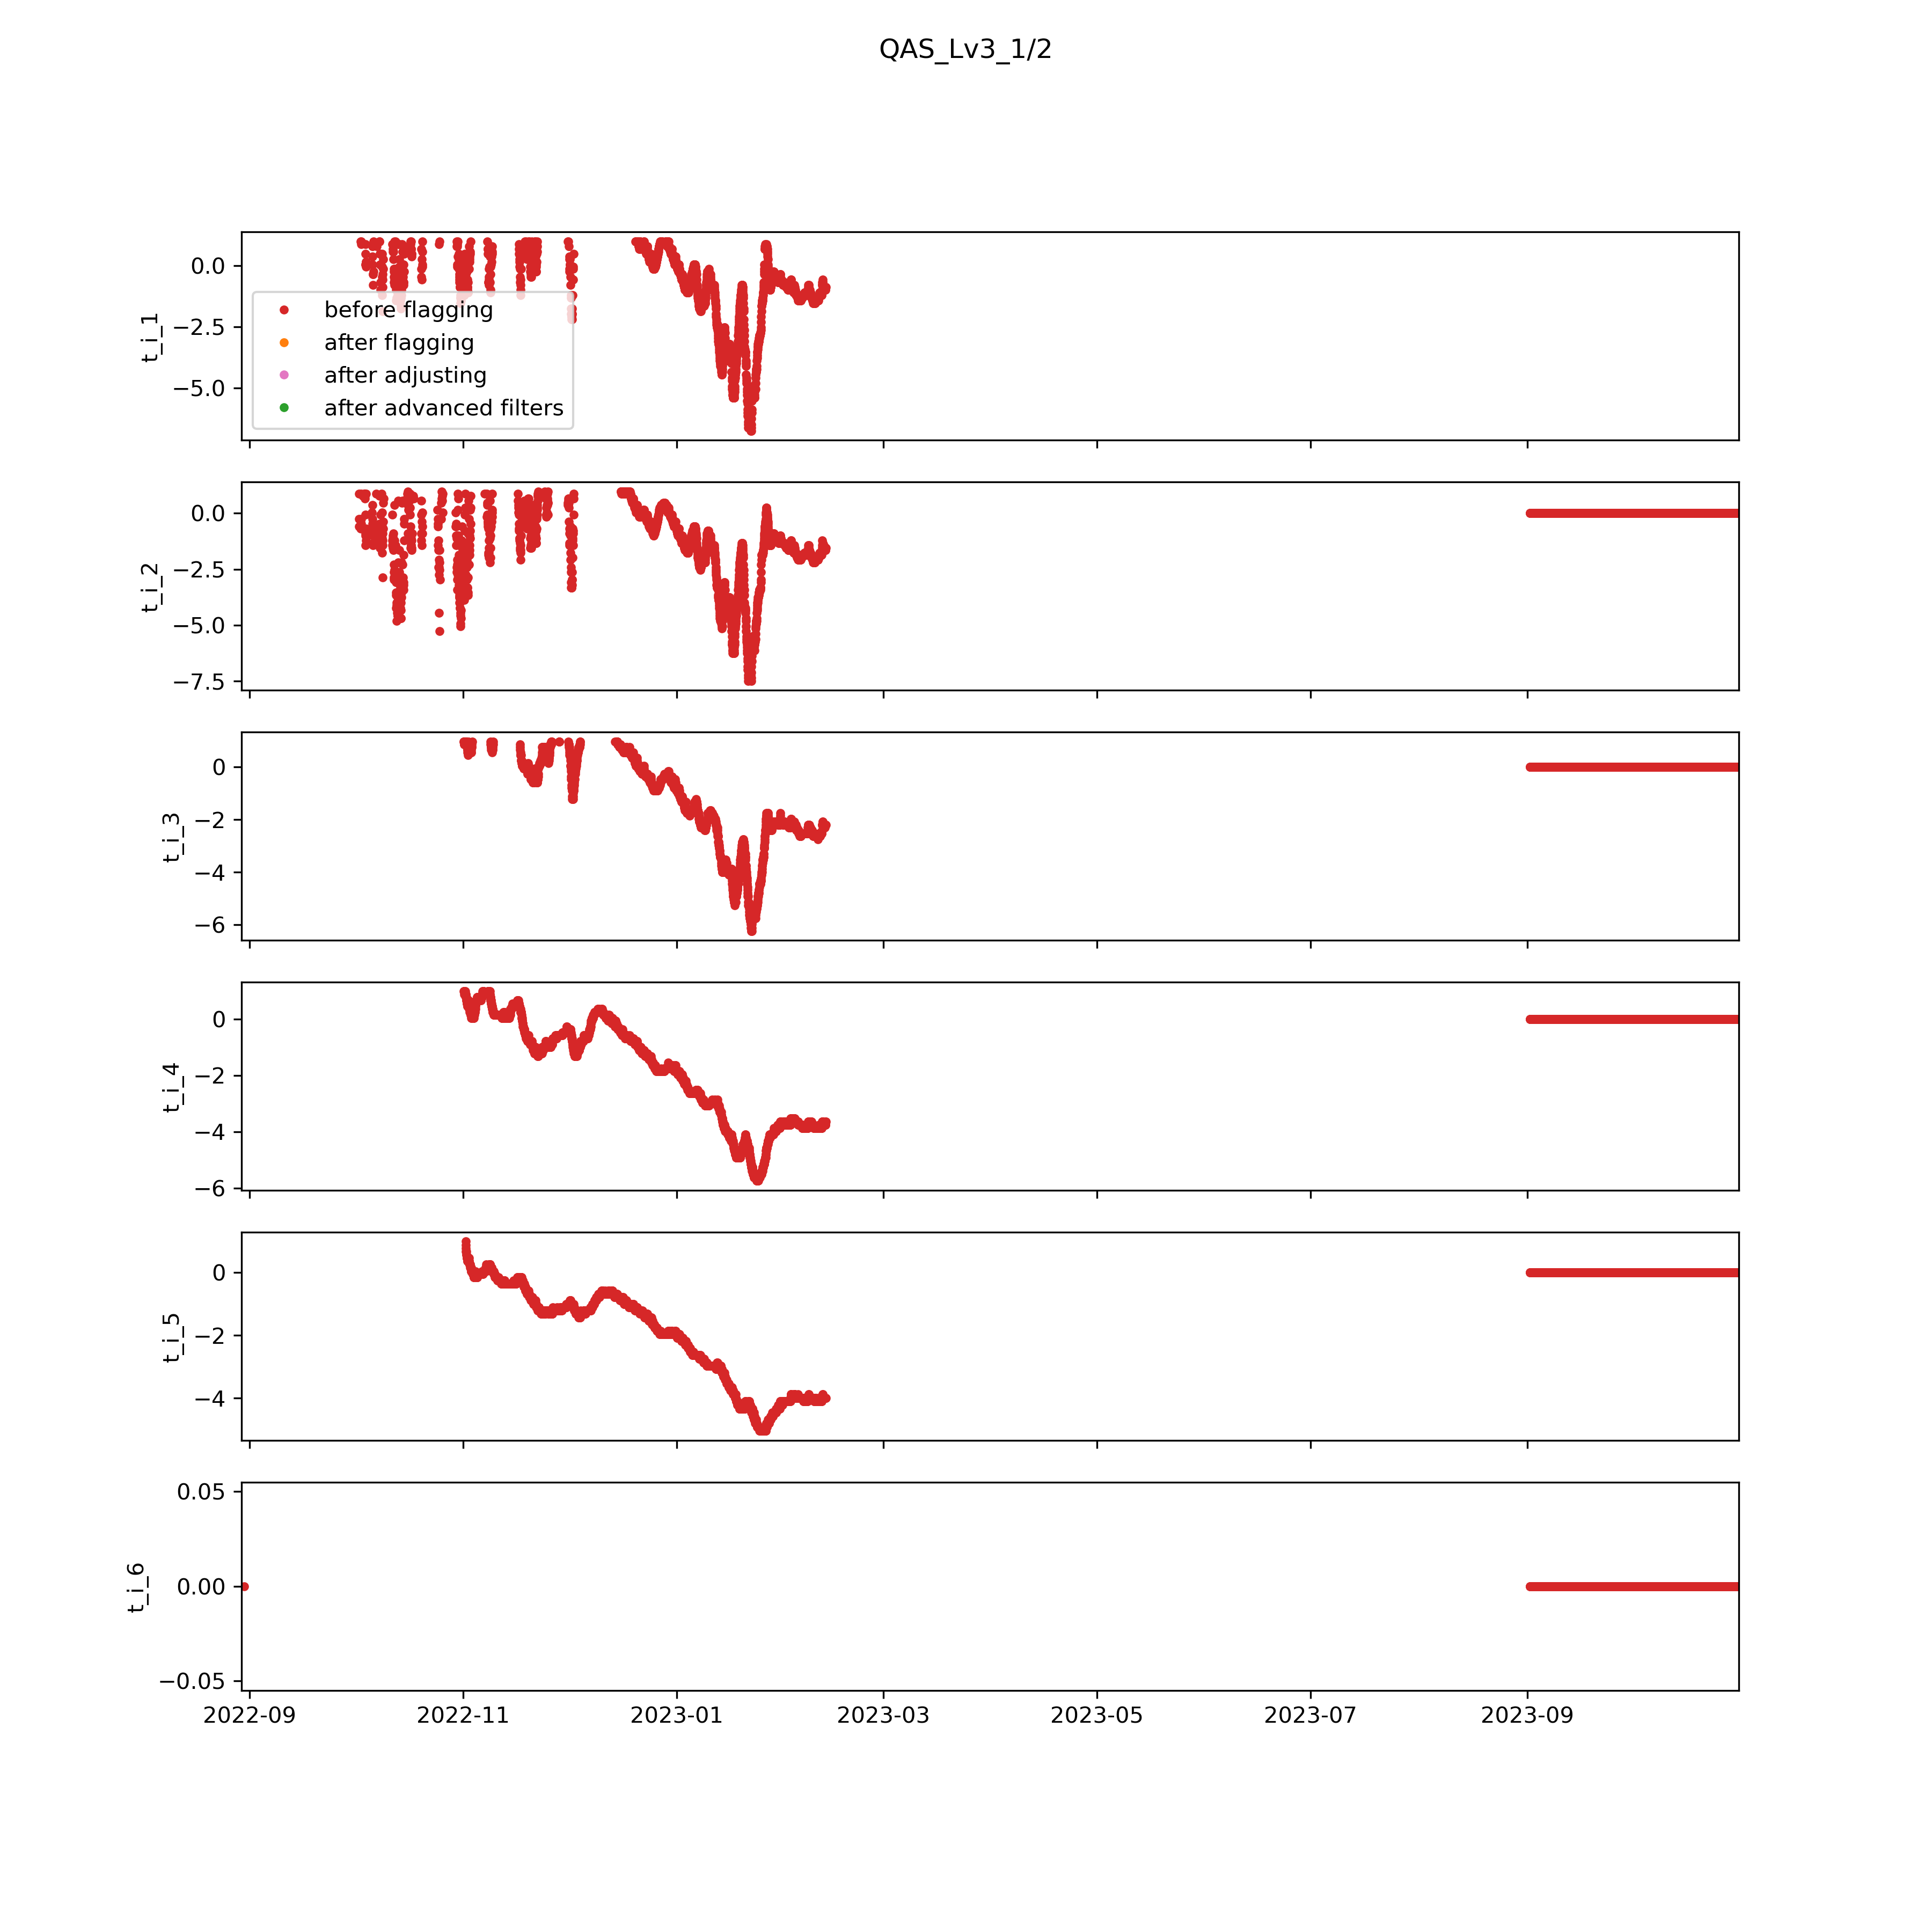 QAS_Lv3_1/2
0.0
−2.5
−5.0
t_i_1
before flagging
after flagging
after adjusting
after advanced filters
0.0
−2.5
−5.0
−7.5
t_i_2
0
−2
−4
−6
t_i_3
0
−2
−4
−6
t_i_4
0
−2
−4
t_i_5
0.05
0.00
−0.05
t_i_6
2022-09 2022-11 2023-01 2023-03 2023-05 2023-07 2023-09